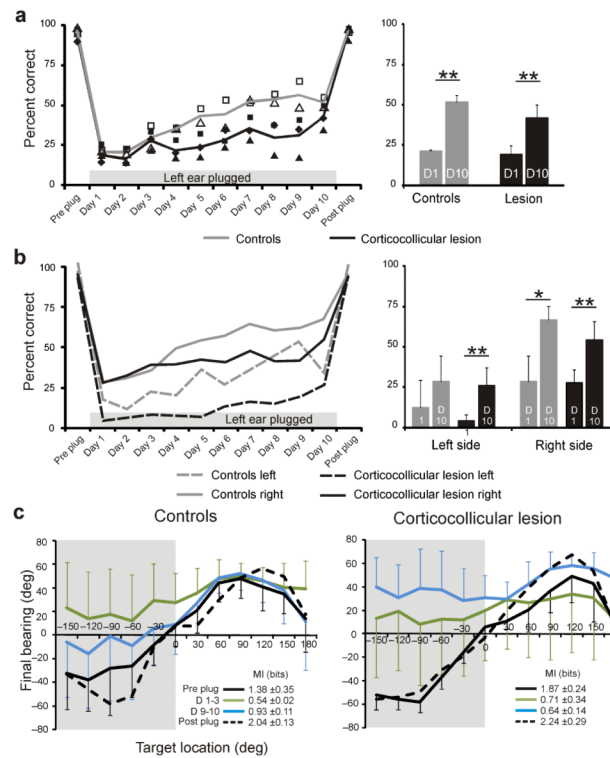 a
Percent correct
100
75
50
25
0
Left ear plugged
Pre plug
Day 1
Day 2
Day 3
Day 4
Day 5
Day 6
Day 7
Day 8
Day 9
Day 10
Post plug
Controls
Corticocollicular lesion
100
75
50
25
0
**
**
D1 D10 D1 D10
Controls Lesion
b
Percent correct
100
75
50
25
0
Left ear plugged
Pre plug
Day 1
Day 2
Day 3
Day 4
Day 5
Day 6
Day 7
Day 8
Day 9
Day 10
Post plug
Controls left
Corticocollicular lesion left
Controls right
Corticocollicular lesion right
100
75
50
25
0
**
*
**
D 1 D 10 D 10 D 1 D 10 D 1 D 10
Left side Right side
c
Controls
Final bearing (deg)
80
60
40
20
0
−20
−40
−60
−80
−150 −120 −90 −60 −30 0 30 60 90 120 150 180
MI (bits)
Pre plug 1.38 ±0.35
D 1-3 0.54 ±0.02
D 9-10 0.93 ±0.11
Post plug 2.04 ±0.13
Target location (deg)
Corticocollicular lesion
80
60
40
20
0
−20
−40
−60
−80
−150 −120 −90 −60 −30 0 30 60 90 120 150
MI (bits)
1.87 ±0.24
0.71 ±0.34
0.64 ±0.14
2.24 ±0.29